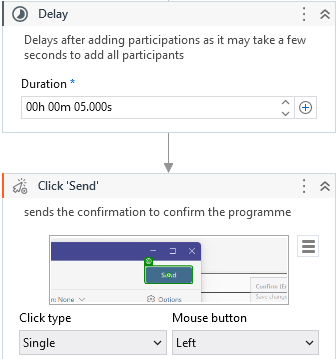 Delay
Delays after adding participations as it may take a few
seconds to add all participants
Duration *
00h 00m 05.000s
Click 'Send'
sends the confirmation to confirm the programme
Send
Confirm (E
m: None
Options
Save change
Click type
Mouse button
Single
Left